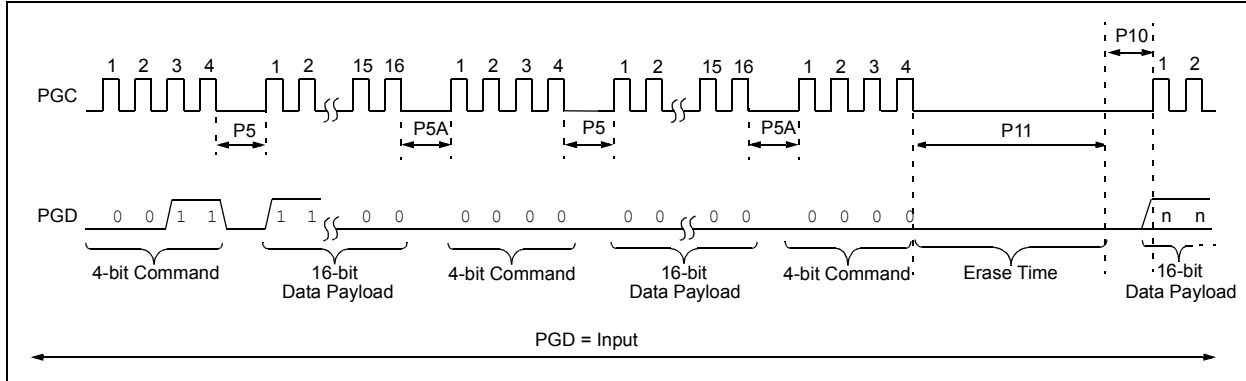 P10
1 2 3 4 1 2 15 16 1 2 3 4 1 2 15 16 1 2 3 4 1 2
PGC
P5 P5A P5 P5A P11
PGD 0 0 1 1 1 1 0 0 0 0 0 0 0 0 0 0 0 0 0 0 n n
4-bit Command 16-bit Data Payload 4-bit Command 16-bit Data Payload 4-bit Command Erase Time 16-bit Data Payload
PGD = Input